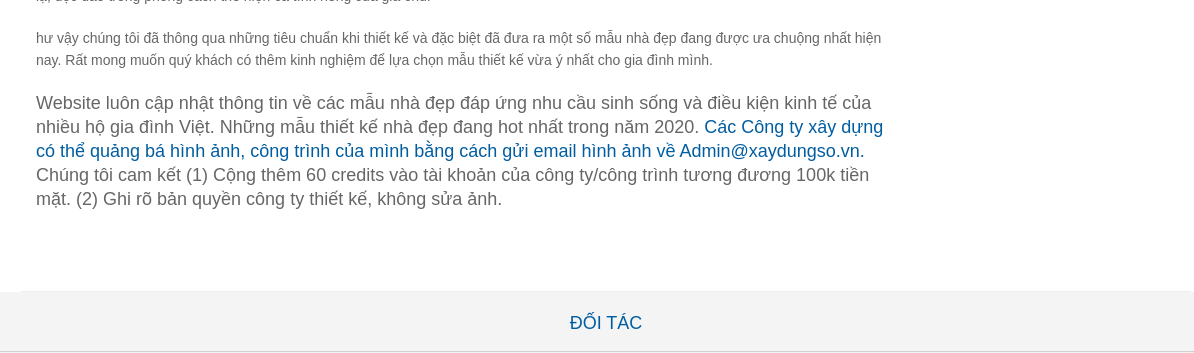 hư vậy chúng tôi đã thông qua những tiêu chuẩn khi thiết kế và đặc biệt đã đưa ra một số mẫu nhà đẹp đang được ưa chuộng nhất hiện
nay. Rất mong muốn quý khách có thêm kinh nghiệm để lựa chọn mẫu thiết kế vừa ý nhất cho gia đình mình.
Website luôn cập nhật thông tin về các mẫu nhà đẹp đáp ứng nhu cầu sinh sống và điều kiện kinh tế của
nhiều hộ gia đình Việt. Những mẫu thiết kế nhà đẹp đang hot nhất trong năm 2020. Các Công ty xây dựng
có thể quảng bá hình ảnh, công trình của mình bằng cách gửi email hình ảnh về Admin@xaydungso.vn.
Chúng tôi cam kết (1) Cộng thêm 60 credits vào tài khoản của công ty/công trình tương đương 100k tiền
mặt. (2) Ghi rõ bản quyền công ty thiết kế, không sửa ảnh.
ĐỐI TÁC